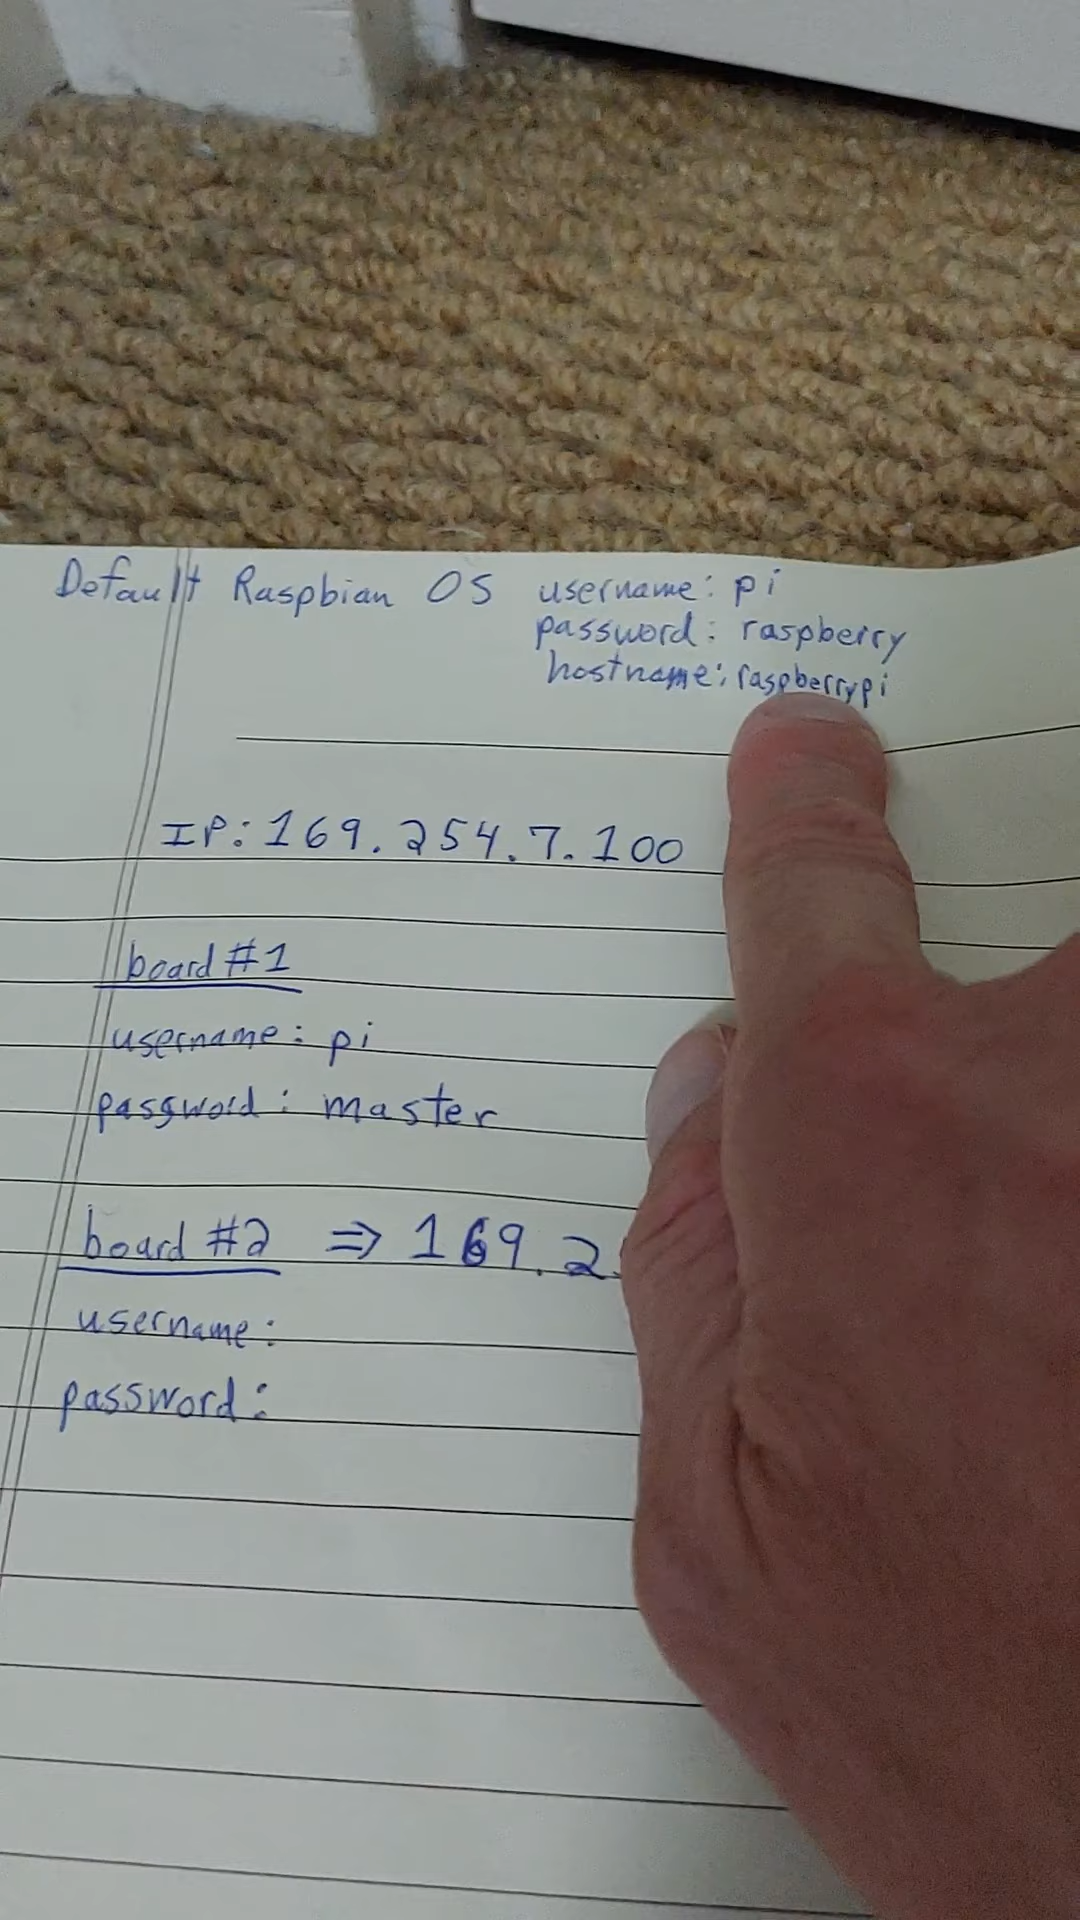 Default Raspbian OS username: pi
password: raspberry
hostname: raspberrypi
IP: 169.254.7.100
board #1
username: pi
password: master
board #2 ⇒ 169.2
username:
password: